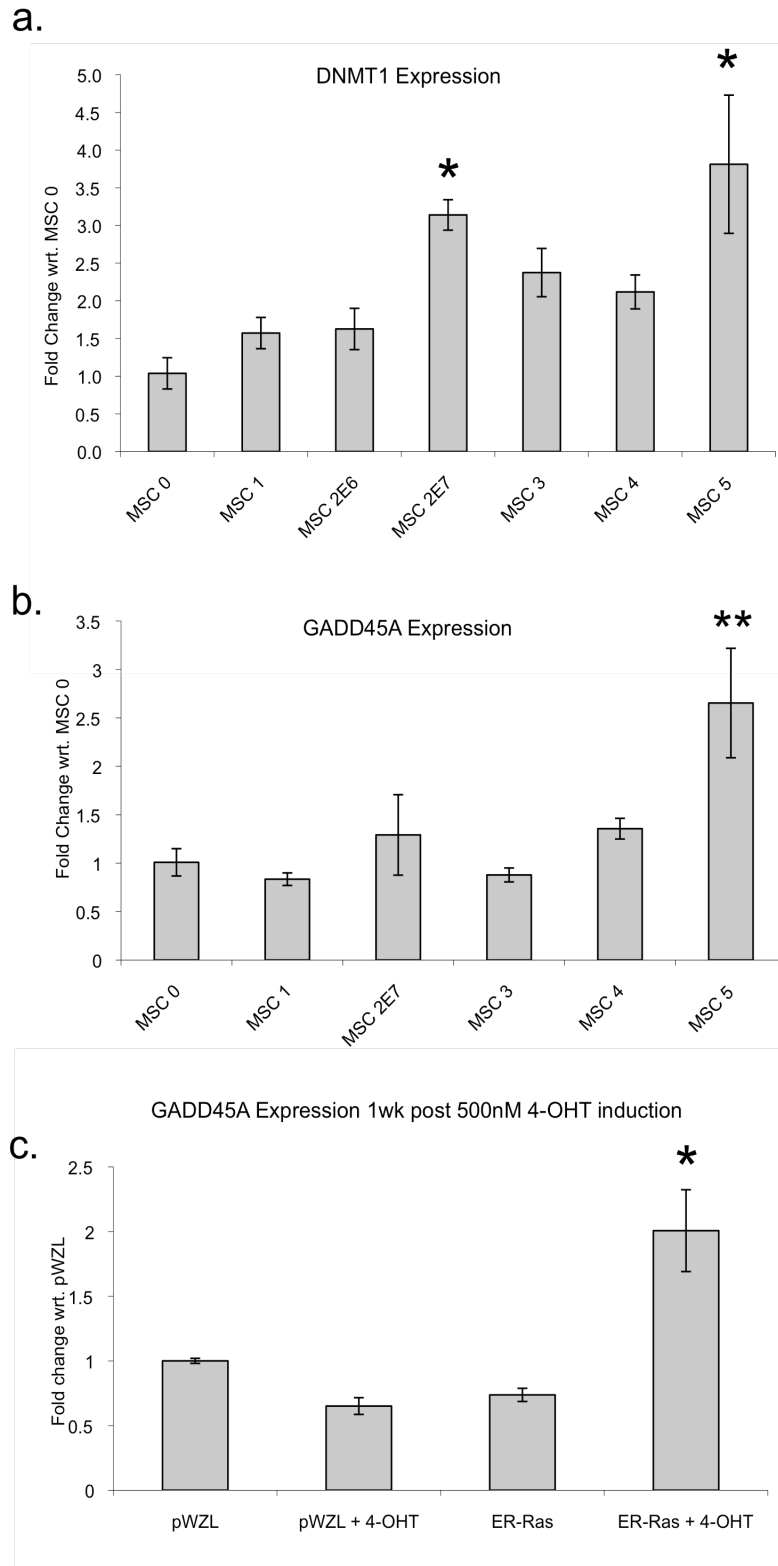 a.
DNMT1 Expression
*
*
Fold Change wrt. MSC 0
5.0
4.5
4.0
3.5
3.0
2.5
2.0
1.5
1.0
0.5
0.0
MSC 0
MSC 1
MSC 2E6
MSC 2E7
MSC 3
MSC 4
MSC 5
b.
GADD45A Expression
**
Fold Change wrt. MSC 0
3.5
3
2.5
2
1.5
1
0.5
0
MSC 0
MSC 1
MSC 2E7
MSC 3
MSC 4
MSC 5
GADD45A Expression 1wk post 500nM 4-OHT induction
c.
*
Fold change wrt. pWZL
2.5
2
1.5
1
0.5
0
pWZL
pWZL + 4-OHT
ER-Ras
ER-Ras + 4-OHT